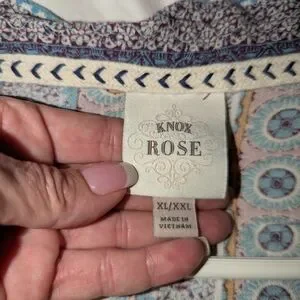 KNOX
ROSE
XL/XXL
MADE IN
VIETNAM